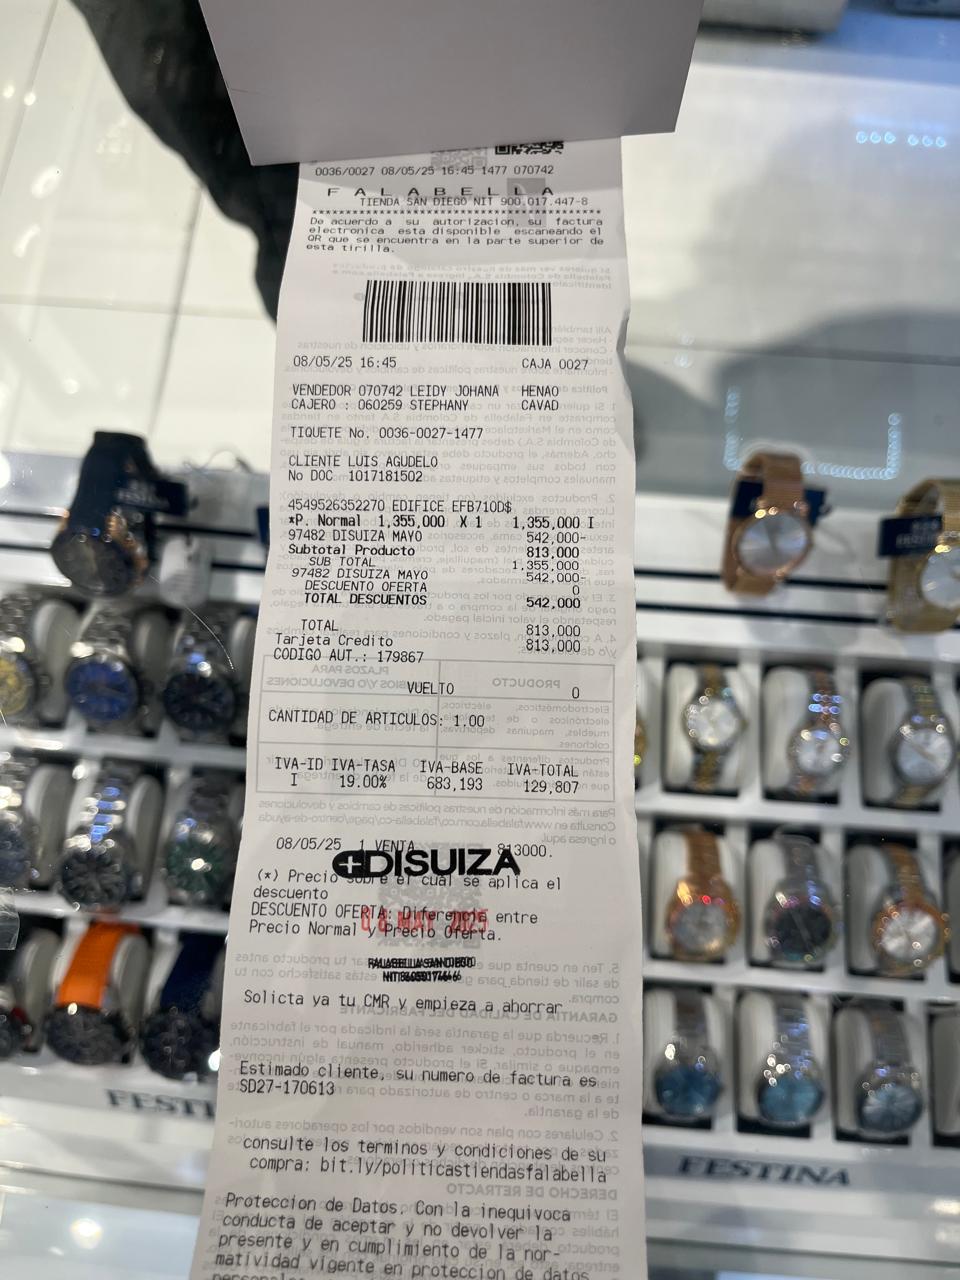 0036/0027 08/05/25 16:45 1477 070742
FALABELLA
TIENDA SAN DIEGO NIT 900.017.447-8
De acuerdo a su autorizacion, su factura
electronica esta disponible escaneando el
QR que se encuentra en la parte superior de
esta tirilla.
08/05/25 16:45 CAJA 0027
VENDEDOR 070742 LEIDY JOHANA HENAO
CAJERO : 060259 STEPHANY CAVAD
TIQUETE No. 0036-0027-1477
CLIENTE LUIS AGUDELO
No DOC 1017181502
4549526352270 EDIFICE EFB710D$
*P. Normal 1,355,000 X 1 1,355,000 I
97482 DISUIZA MAYO 542,000-
Subtotal Producto 813,000
SUB TOTAL 1.355,000
97482 DISUIZA MAYO 542,000-
DESCUENTO OFERTA 0
TOTAL DESCUENTOS 542,000
TOTAL 813,000
Tarjeta Credito 813,000
CODIGO AUT.: 179867
VUELTO 0
CANTIDAD DE ARTICULOS: 1.00
IVA-ID IVA-TASA IVA-BASE IVA-TOTAL
I 19.00% 683,193 129,807
08/05/25 1 VENTA 813000.
DISUIZA
(*) Precio sobre el cual se aplica el
descuento
DESCUENTO OFERTA: Diferencia entre
Precio Normal y Precio Oferta.
08 MAY 2025
Solicta ya tu CMR y empieza a ahorrar
Estimado cliente, su numero de factura es
SD27-170613
consulte los terminos y condiciones de su
compra: bit.ly/politicastiendasfalabella
Proteccion de Datos. Con la inequivoca
conducta de aceptar y no devolver la
presente y en cumplimiento de la nor-
matividad vigente en proteccion de datos
FESTINA